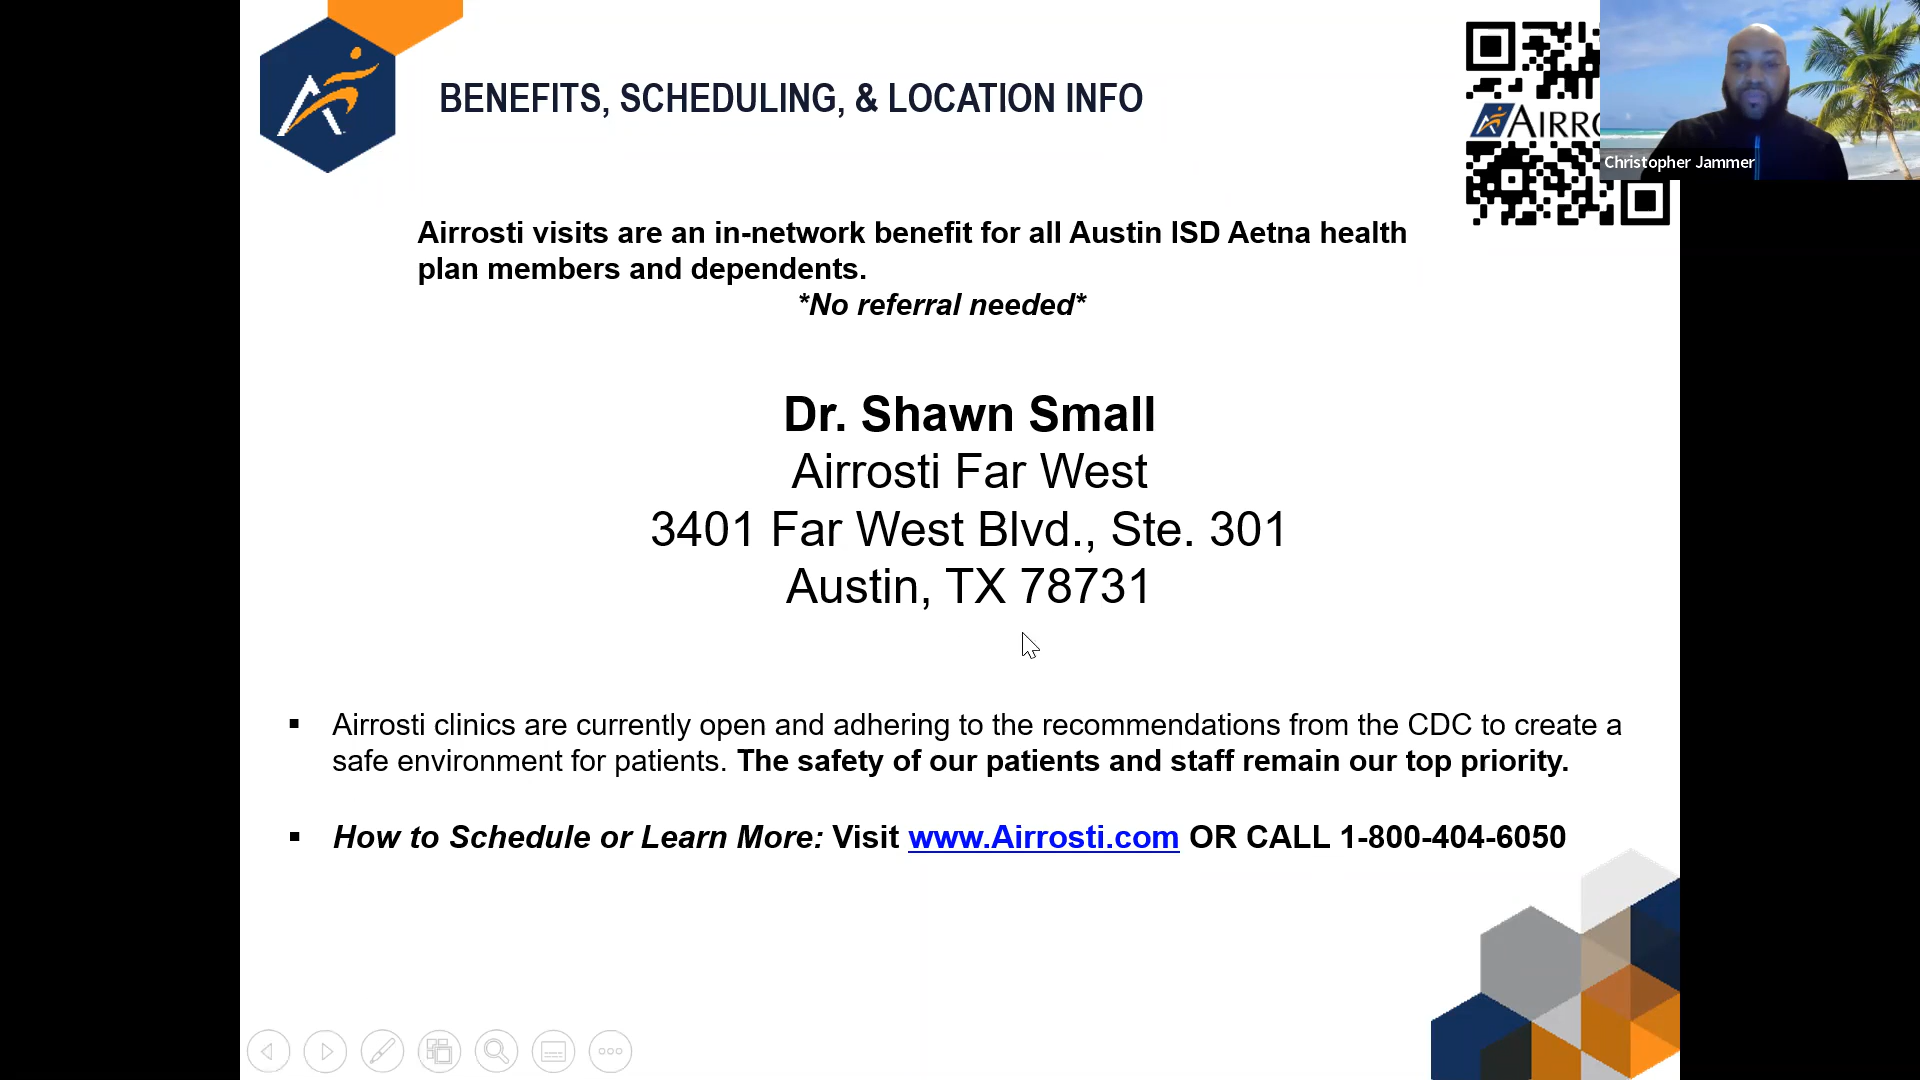 BENEFITS, SCHEDULING, & LOCATION INFO
AIRRO
Christopher Jammer
Airrosti visits are an in-network benefit for all Austin ISD Aetna health
plan members and dependents.
*No referral needed*
Dr. Shawn Small
Airrosti Far West
3401 Far West Blvd., Ste. 301
Austin, TX 78731
▪ Airrosti clinics are currently open and adhering to the recommendations from the CDC to create a
safe environment for patients. The safety of our patients and staff remain our top priority.
▪ How to Schedule or Learn More: Visit www.Airrosti.com OR CALL 1-800-404-6050